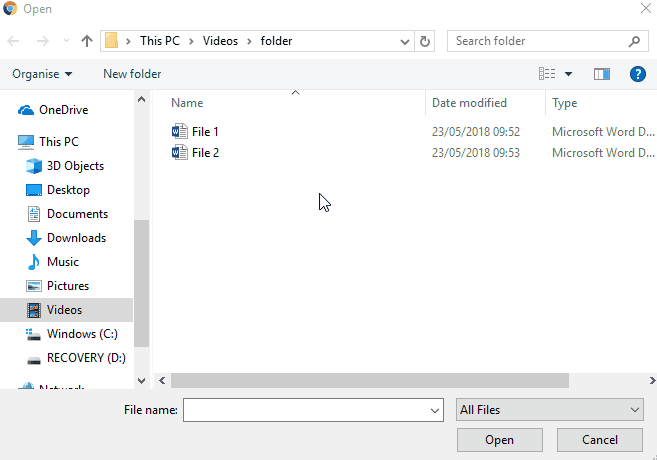 Open
This PC > Videos > folder
Search folder
Organise
New folder
?
Name
Date modified
Type
OneDrive
This PC
3D Objects
Desktop
Documents
Downloads
Music
Pictures
Videos
Windows (C:)
RECOVERY (D:)
Network
File 1 23/05/2018 09:52 Microsoft Word D...
File 2 23/05/2018 09:53 Microsoft Word D...
File name:
All Files
Open
Cancel